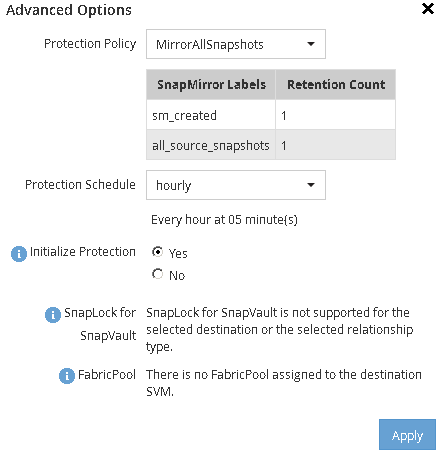 Advanced Options
Protection Policy MirrorAllSnapshots
SnapMirror Labels Retention Count
sm_created 1
all_source_snapshots 1
Protection Schedule hourly
Every hour at 05 minute(s)
Initialize Protection Yes
No
SnapLock for SnapVault is not supported for the
SnapLock for
selected destination or the selected relationship
SnapVault
type.
FabricPool There is no FabricPool assigned to the destination
SVM.
Apply